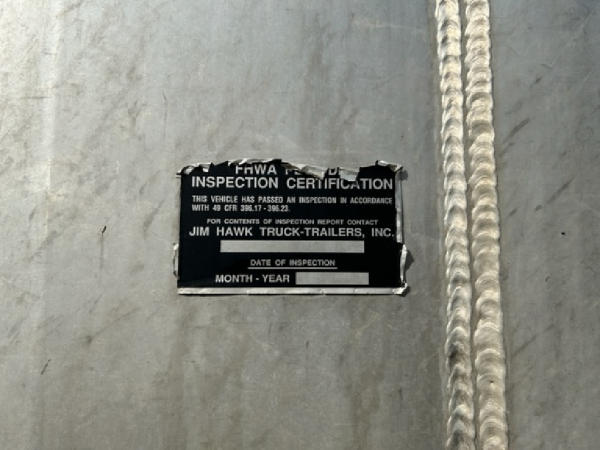 FHWA
INSPECTION CERTIFICATION
THIS VEHICLE HAS PASSED AN INSPECTION IN ACCORDANCE
WITH 49 CFR 396.17 - 396.23.
FOR CONTENTS OF INSPECTION REPORT CONTACT
JIM HAWK TRUCK-TRAILERS, INC.
DATE OF INSPECTION
MONTH - YEAR